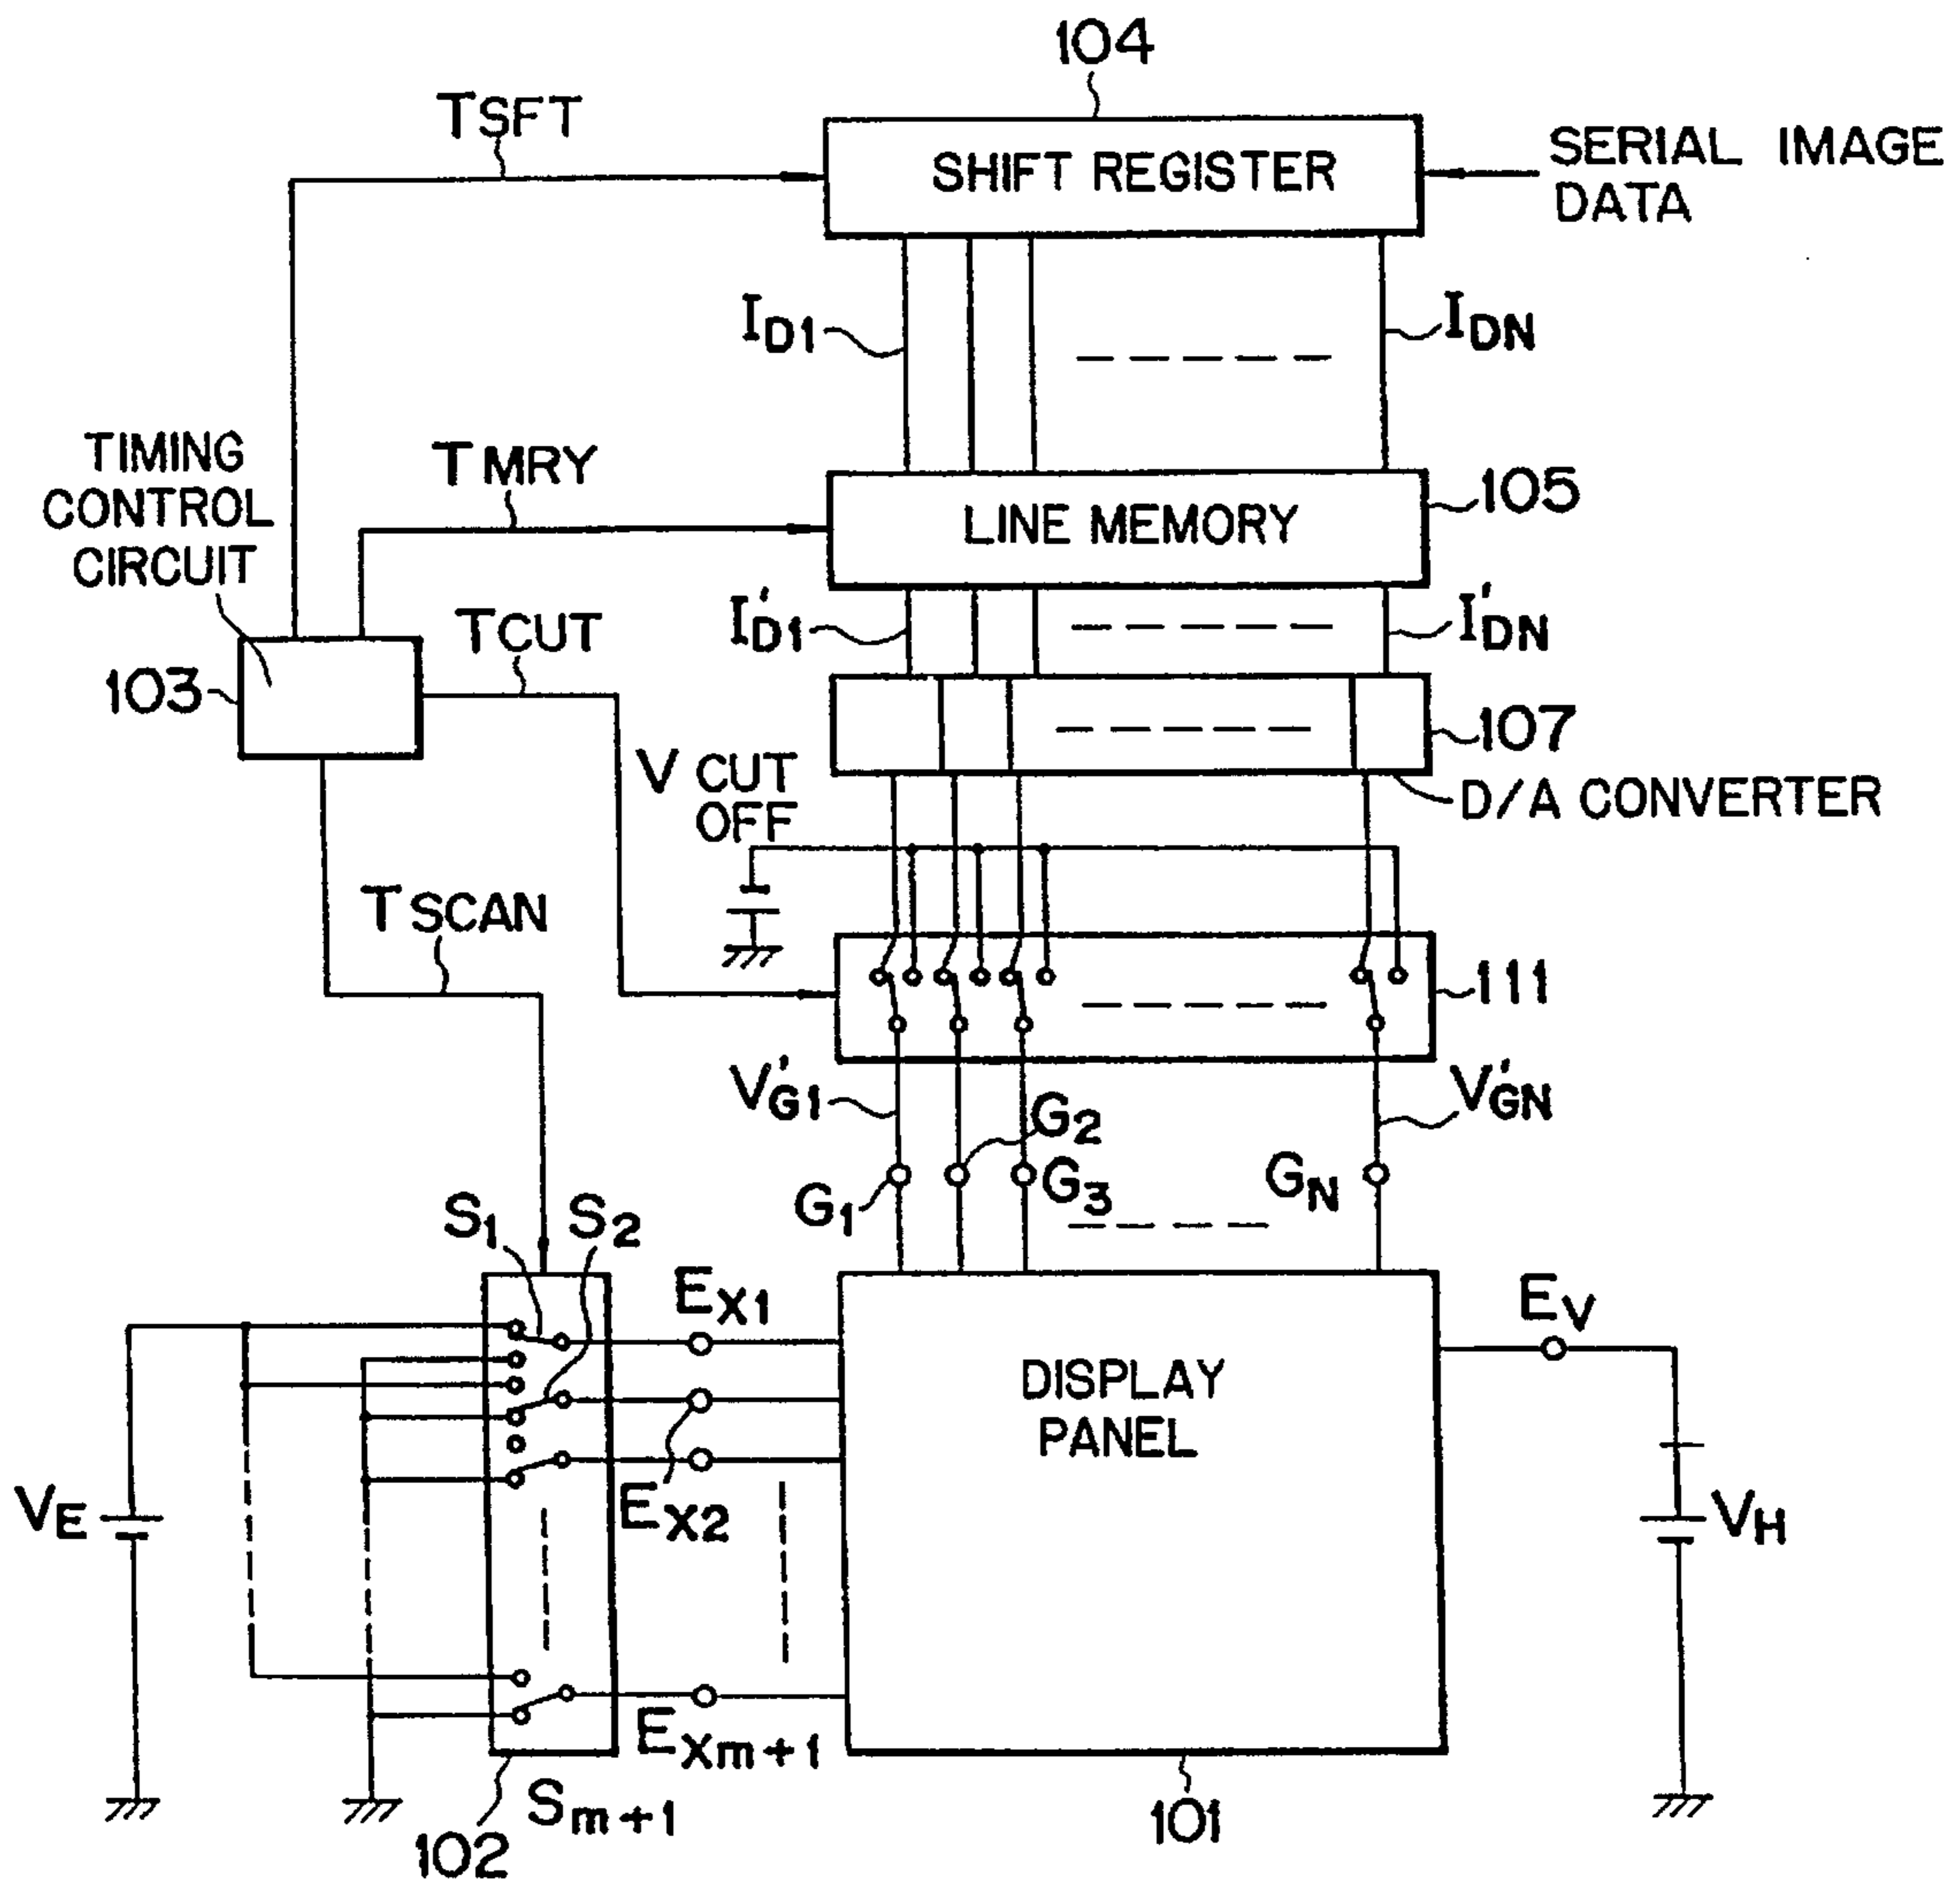 104
TSFT
SHIFT REGISTER
SERIAL IMAGE
DATA
ID1
IDN
TIMING
CONTROL
CIRCUIT
TMRY
LINE MEMORY
105
I'D1
I'DN
TCUT
103
107
D/A CONVERTER
V CUT
OFF
TSCAN
111
V'G1
V'GN
G2
G1
G3
GN
S1
S2
EX1
EV
DISPLAY
PANEL
VE
EX2
VH
EXm+1
Sm+1
102
101